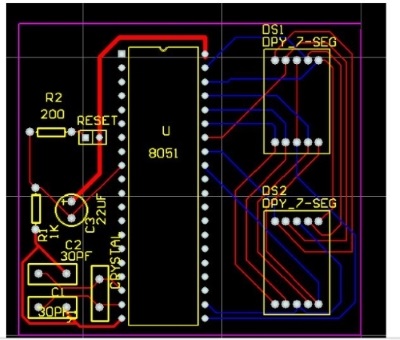 DS1
DPY_7-SEG
R2
200
RESET
U
8051
DS2
DPY_7-SEG
R1
1K
C3
22UF
C2
30PF
CRYSTAL
C1
30PF